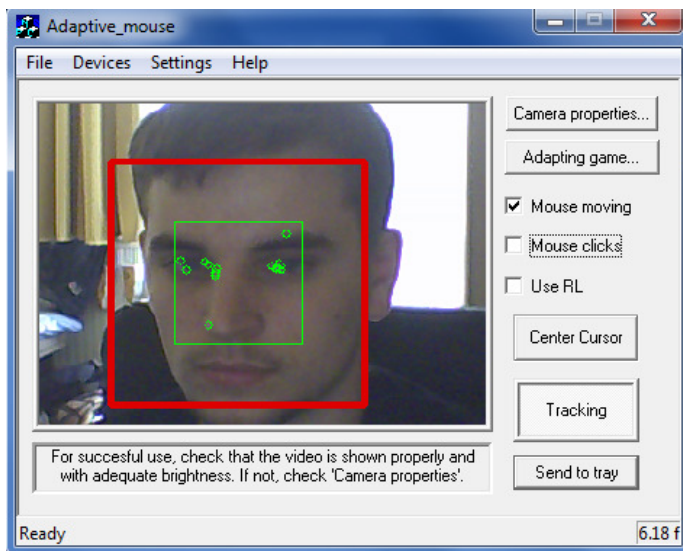 Adaptive_mouse
File Devices Settings Help
Camera properties...
Adapting game...
Mouse moving
Mouse clicks
Use RL
Center Cursor
Tracking
For succesful use, check that the video is shown properly and
with adequate brightness. If not, check 'Camera properties'.
Send to tray
Ready
6.18 f